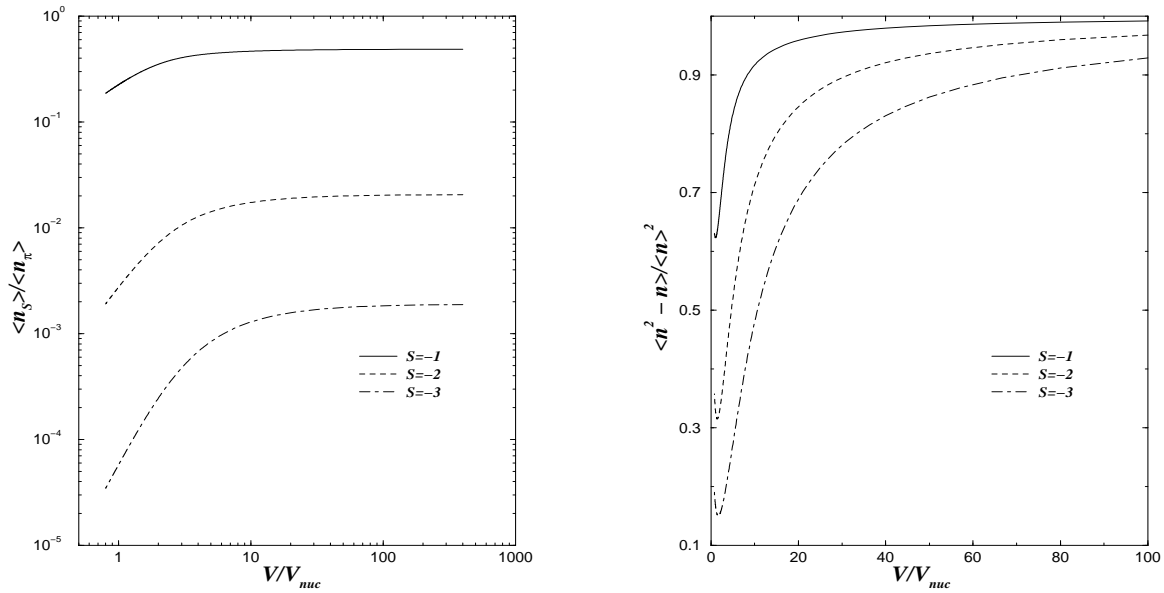 10⁰
10⁻¹
10⁻²
10⁻³
10⁻⁴
10⁻⁵
<n_S>/<n_π>
S=−1
S=−2
S=−3
1 10 100 1000
V/V_nuc
0.9
0.7
0.5
0.3
0.1
<n² − n>/<n>²
S=−1
S=−2
S=−3
0 20 40 60 80 100
V/V_nuc